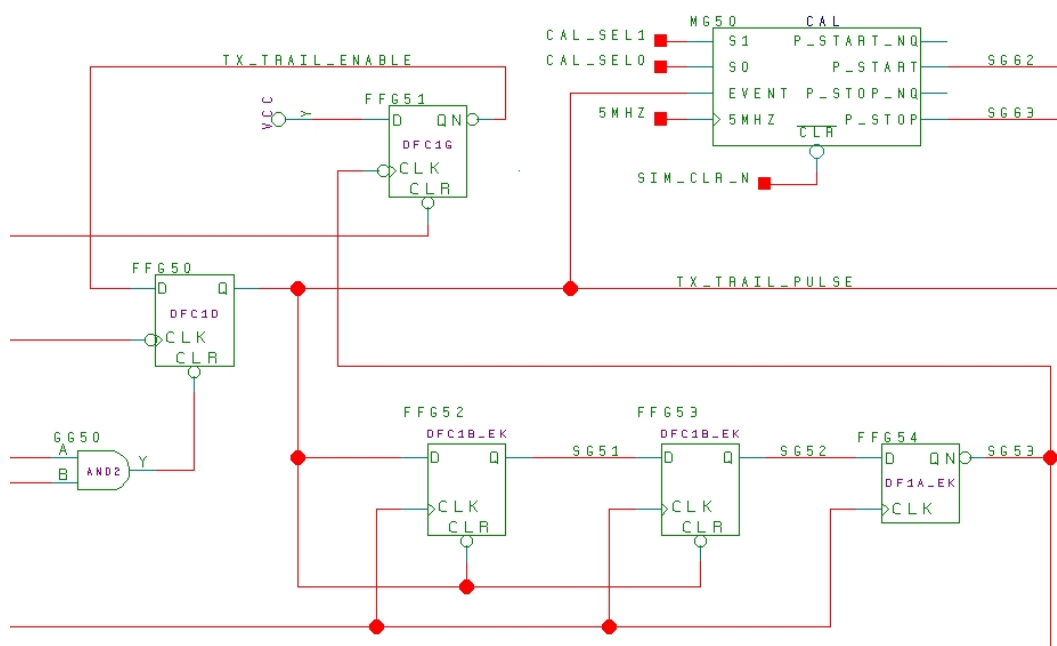 MG50 CAL
CAL_SEL1 S1 P_START_NQ
CAL_SEL0 S0 P_START SG62
TX_TRAIL_ENABLE
EVENT P_STOP_NQ
VCC Y FFG51
D QN
5MHZ 5MHZ CLR P_STOP SG63
DFC1G
CLK
CLR
SIM_CLR_N
FFG50
D Q
TX_TRAIL_PULSE
DFC1D
CLK
CLR
FFG52 FFG53
DFC1B_EK DFC1B_EK
GG50 FFG54
A
B AND2 Y
D Q SG51 D Q SG52 D QN SG53
DF1A_EK
CLK CLK CLK
CLR CLR